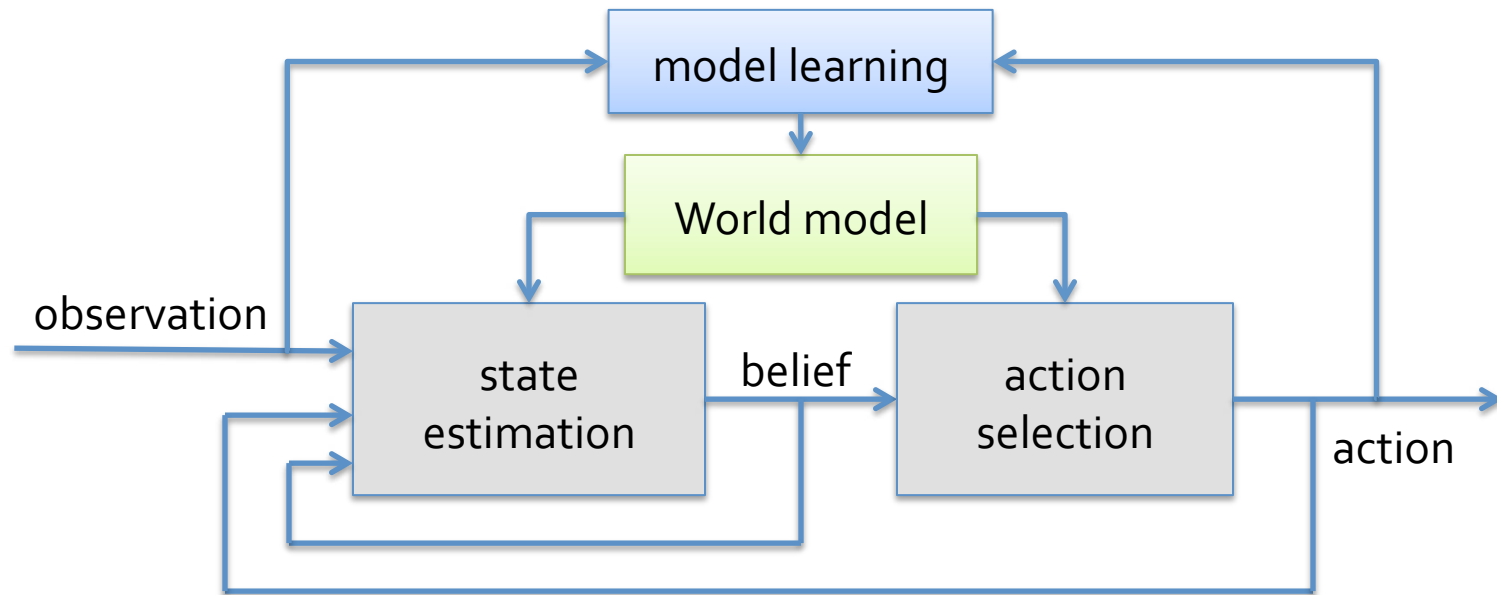 model learning
World model
observation
state
estimation
belief
action
selection
action